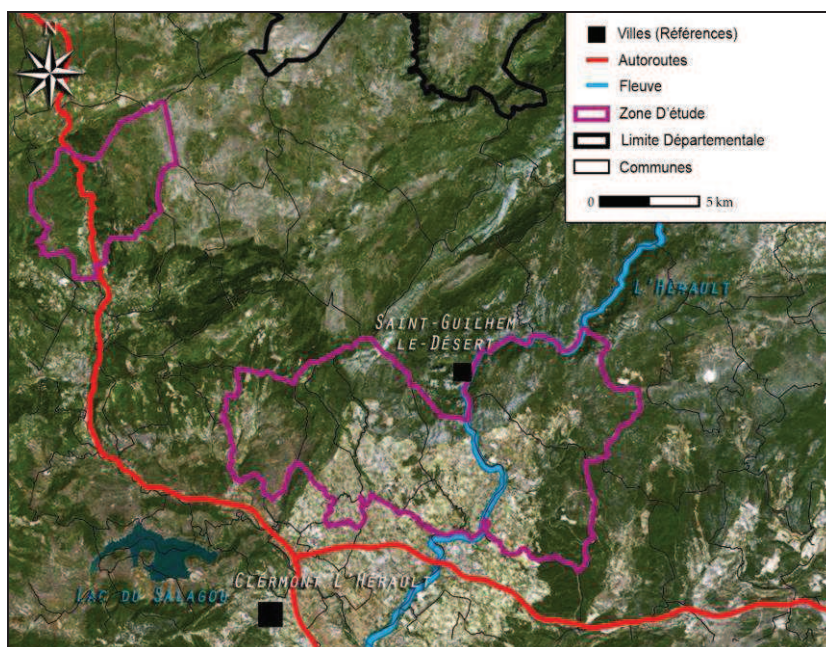 N
Villes (Références)
Autoroutes
Fleuve
Zone D'étude
Limite Départementale
Communes
0 5 km
L'Hérault
Saint-Guilhem
le-Désert
Clermont l'Hérault
Lac du Salagou